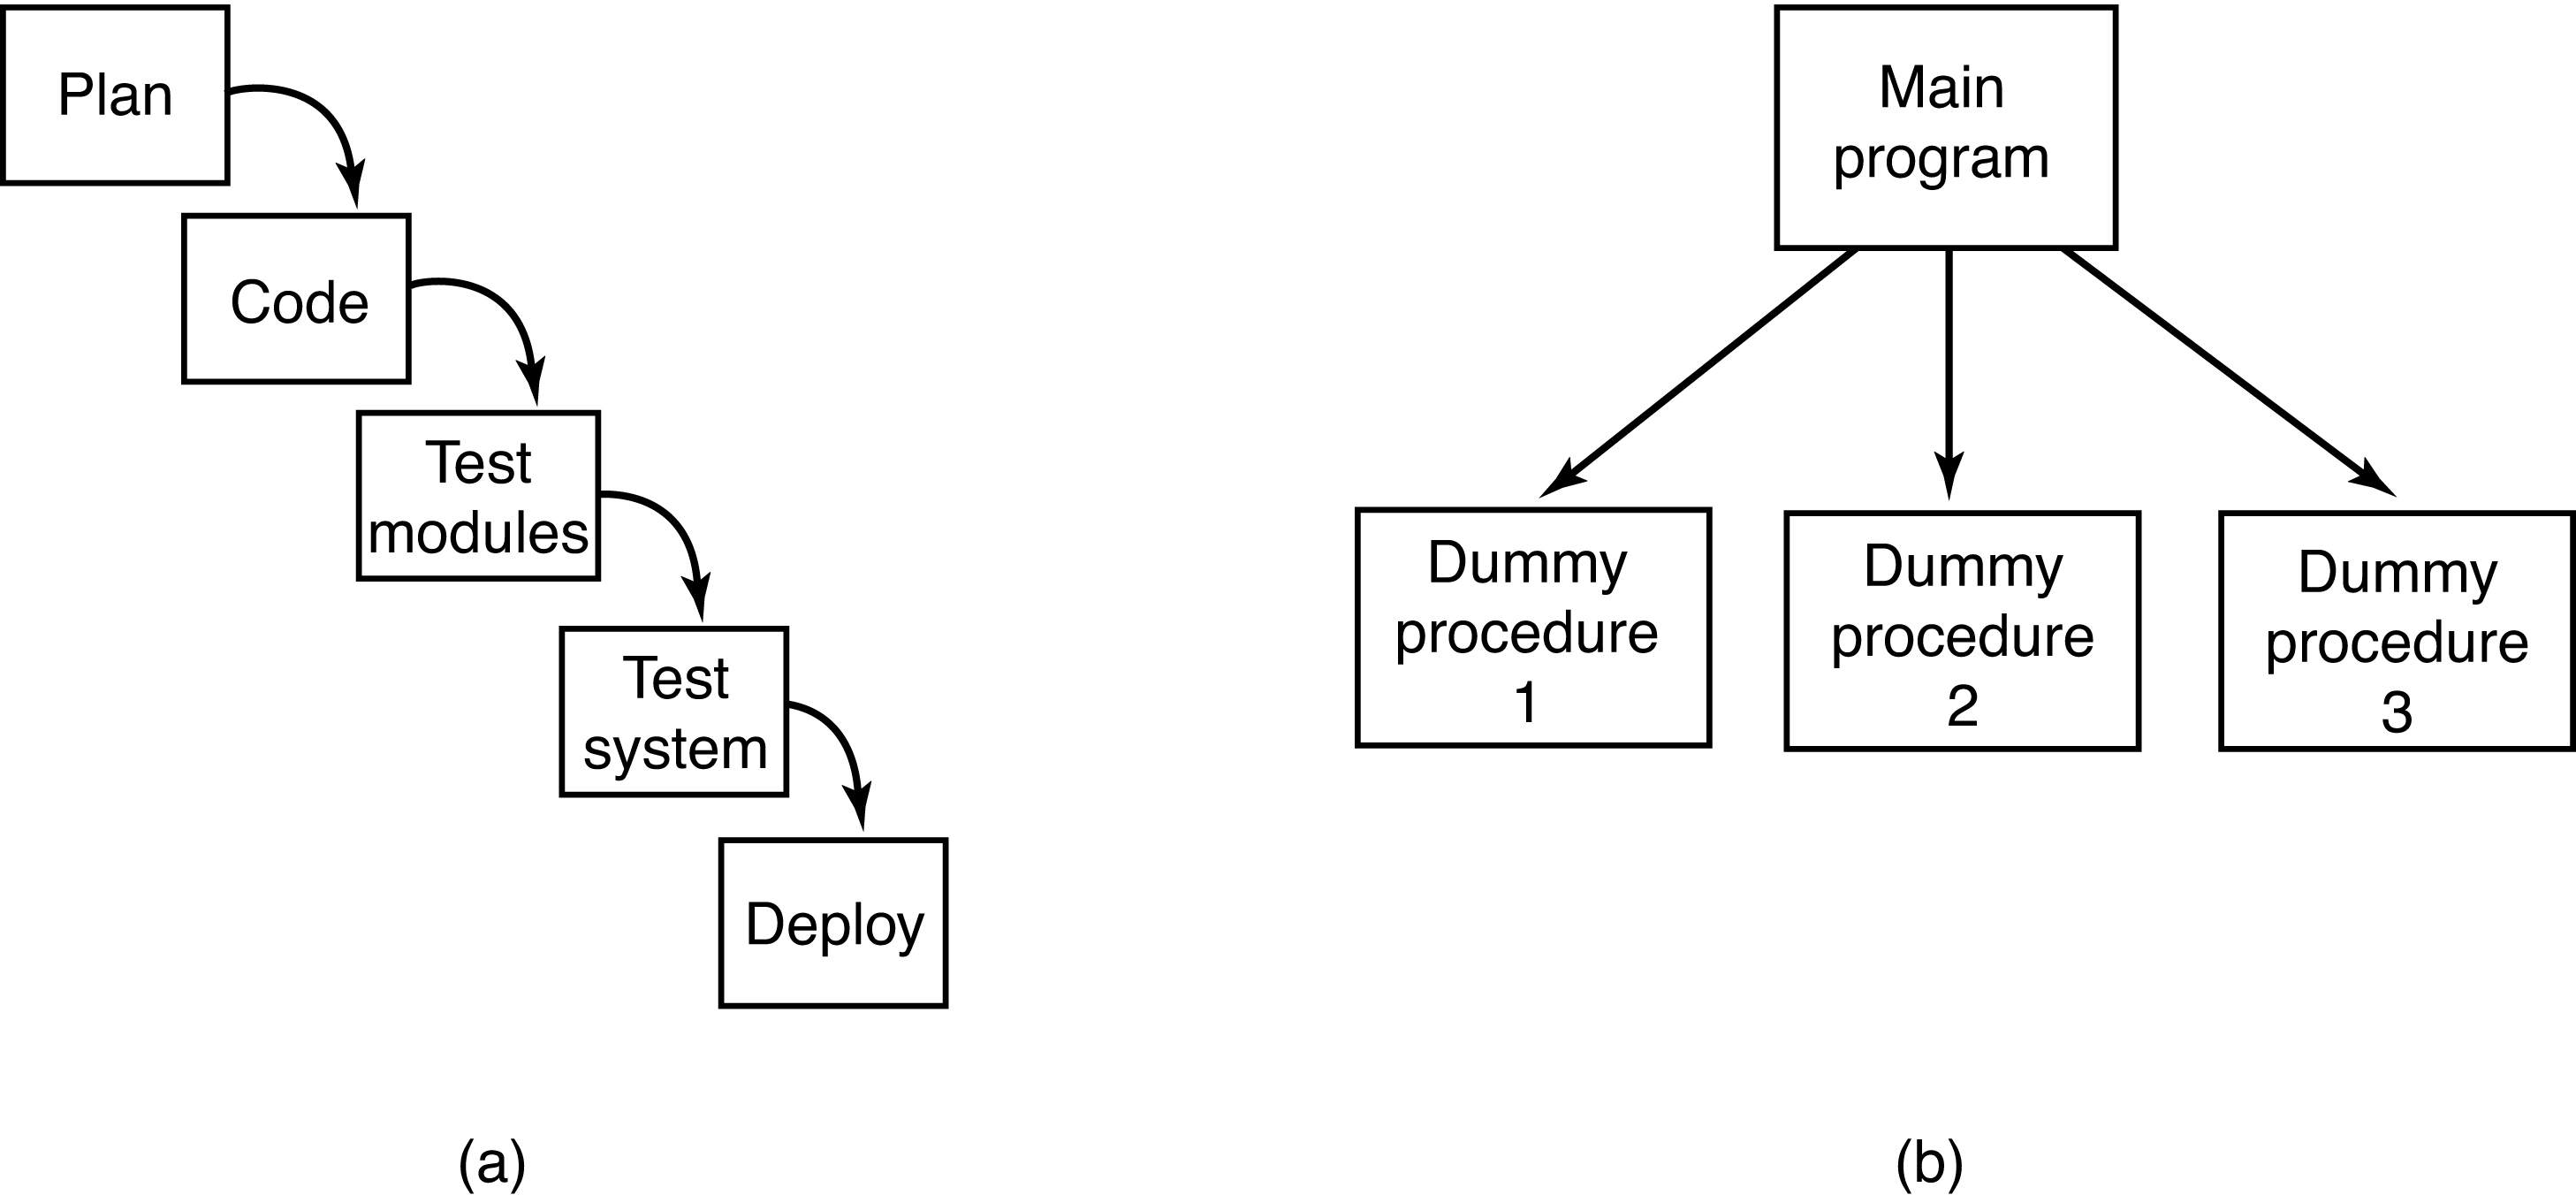 Plan
Code
Test
modules
Test
system
Deploy
(a)
Main
program
Dummy
procedure
1
Dummy
procedure
2
Dummy
procedure
3
(b)